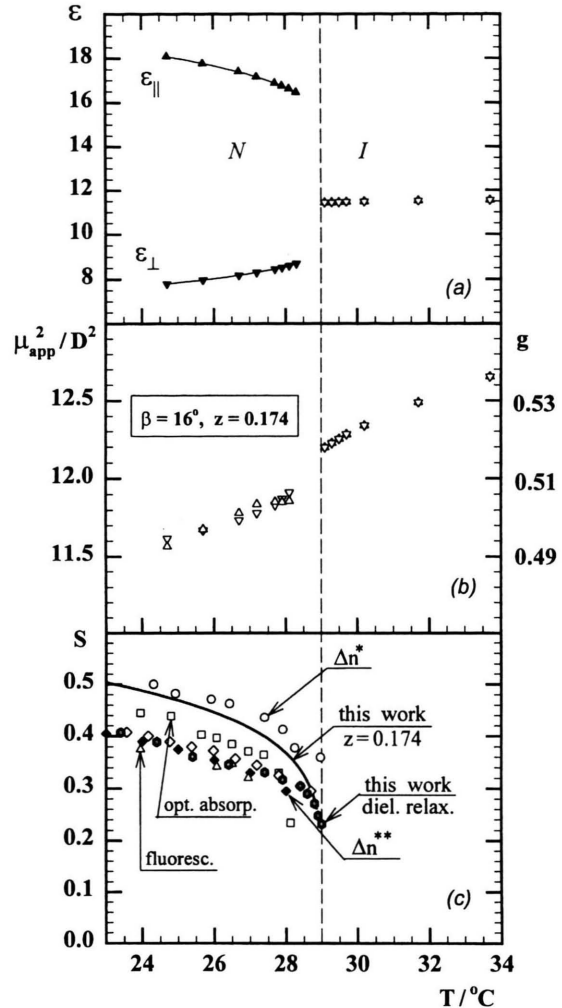 ε
18
16
14
12
10
8
ε||
ε⊥
N
I
(a)
μ²app/D²
g
12.5
12.0
11.5
0.53
0.51
0.49
β = 16°, z = 0.174
(b)
S
0.5
0.4
0.3
0.2
0.1
0.0
Δn*
this work
z=0.174
this work
diel. relax.
Δn**
opt. absorp.
fluoresc.
(c)
24 26 28 30 32 34
T/°C